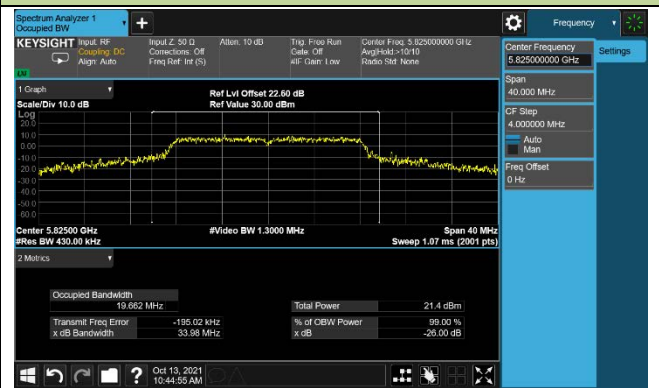 Spectrum Analyzer 1
Occupied BW
Frequency
KEYSIGHT
Input: RF
Coupling: DC
Align: Auto
Input Z: 50 Ω
Corrections: Off
Freq Ref: Int (S)
Atten: 10 dB
Trig: Free Run
Gate: Off
#IF Gain: Low
Center Freq: 5.825000000 GHz
Avg|Hold:>10/10
Radio Std: None
LXI
Center Frequency
5.825000000 GHz
Settings
Span
40.000 MHz
CF Step
4.000000 MHz
Auto
Man
Freq Offset
0 Hz
1 Graph
Scale/Div 10.0 dB
Ref Lvl Offset 22.60 dB
Ref Value 30.00 dBm
Log
20.0
10.0
0.00
-10.0
-20.0
-30.0
-40.0
-50.0
-60.0
Center 5.82500 GHz
#Res BW 430.00 kHz
#Video BW 1.3000 MHz
Span 40 MHz
Sweep 1.07 ms (2001 pts)
2 Metrics
Occupied Bandwidth
19.662 MHz
Total Power
21.4 dBm
Transmit Freq Error
-195.02 kHz
% of OBW Power
99.00 %
x dB Bandwidth
33.98 MHz
x dB
-26.00 dB
?
Oct 13, 2021
10:44:55 AM